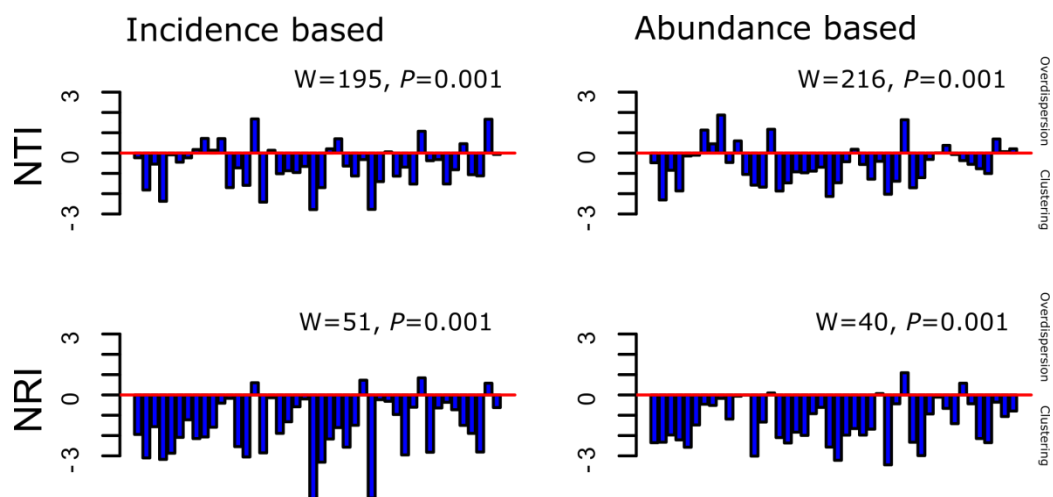 Incidence based
Abundance based
W=195, P=0.001
W=216, P=0.001
NTI
3
0
- 3
3
0
- 3
Overdispersion
Clustering
W=51, P=0.001
W=40, P=0.001
NRI
3
0
-3
3
0
-3
Overdispersion
Clustering